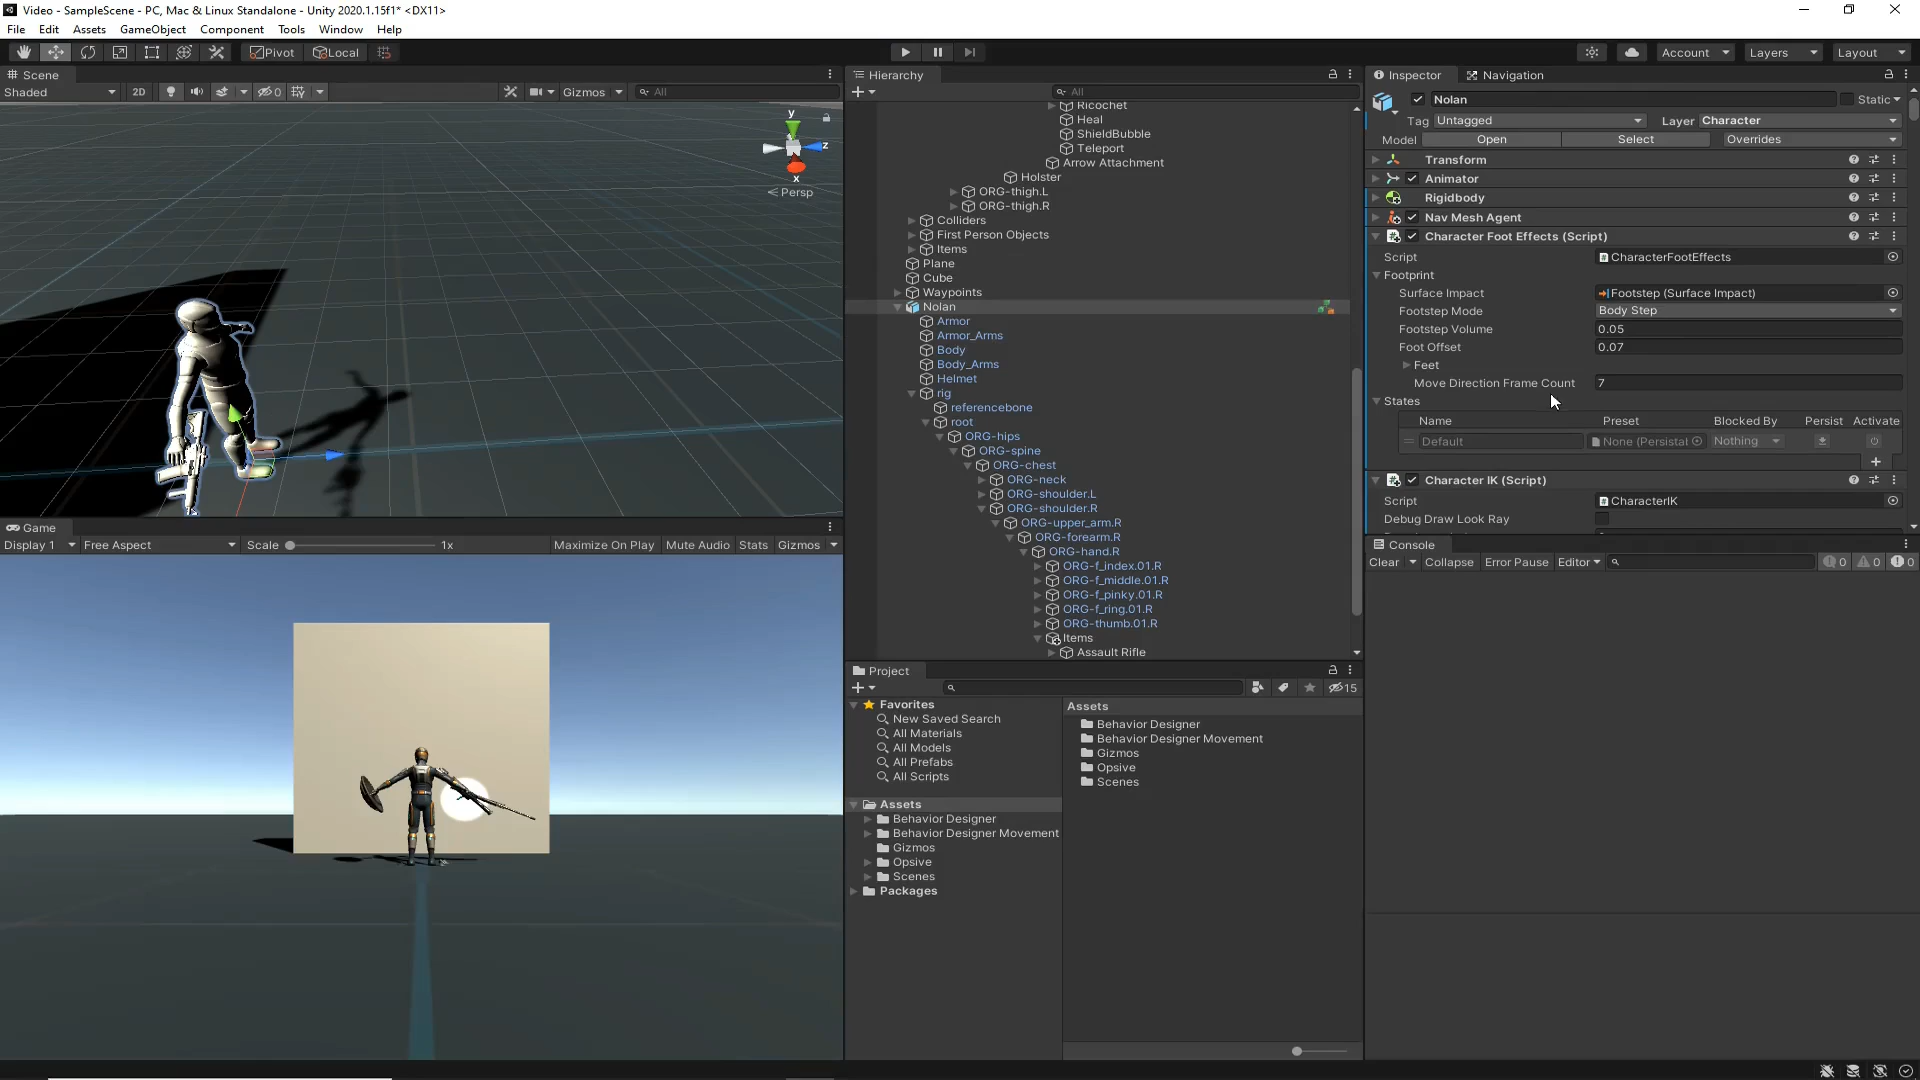 Video - SampleScene - PC, Mac & Linux Standalone - Unity 2020.1.15f1* <DX11>
File Edit Assets GameObject Component Tools Window Help
Pivot Local
Account Layers Layout
Scene
Shaded 2D 0 Gizmos All
y
z
x
Persp
Game
Display 1 Free Aspect Scale 1x Maximize On Play Mute Audio Stats Gizmos
Hierarchy
All
Ricochet
Heal
ShieldBubble
Teleport
Arrow Attachment
Holster
ORG-thigh.L
ORG-thigh.R
Colliders
First Person Objects
Items
Plane
Cube
Waypoints
Nolan
Armor
Armor_Arms
Body
Body_Arms
Helmet
rig
referencebone
root
ORG-hips
ORG-spine
ORG-chest
ORG-neck
ORG-shoulder.L
ORG-shoulder.R
ORG-upper_arm.R
ORG-forearm.R
ORG-hand.R
ORG-f_index.01.R
ORG-f_middle.01.R
ORG-f_pinky.01.R
ORG-f_ring.01.R
ORG-thumb.01.R
Items
Assault Rifle
Project
15
Favorites
New Saved Search
All Materials
All Models
All Prefabs
All Scripts
Assets
Behavior Designer
Behavior Designer Movement
Gizmos
Opsive
Scenes
Packages
Assets
Behavior Designer
Behavior Designer Movement
Gizmos
Opsive
Scenes
Inspector Navigation
Nolan Static
Tag Untagged Layer Character
Model Open Select Overrides
Transform
Animator
Rigidbody
Nav Mesh Agent
Character Foot Effects (Script)
Script CharacterFootEffects
Footprint
Surface Impact Footstep (Surface Impact)
Footstep Mode Body Step
Footstep Volume 0.05
Foot Offset 0.07
Feet
Move Direction Frame Count 7
States
Name Preset Blocked By Persist Activate
Default None (Persistal Nothing
Character IK (Script)
Script CharacterIK
Debug Draw Look Ray
Console
Clear Collapse Error Pause Editor 0 0 0